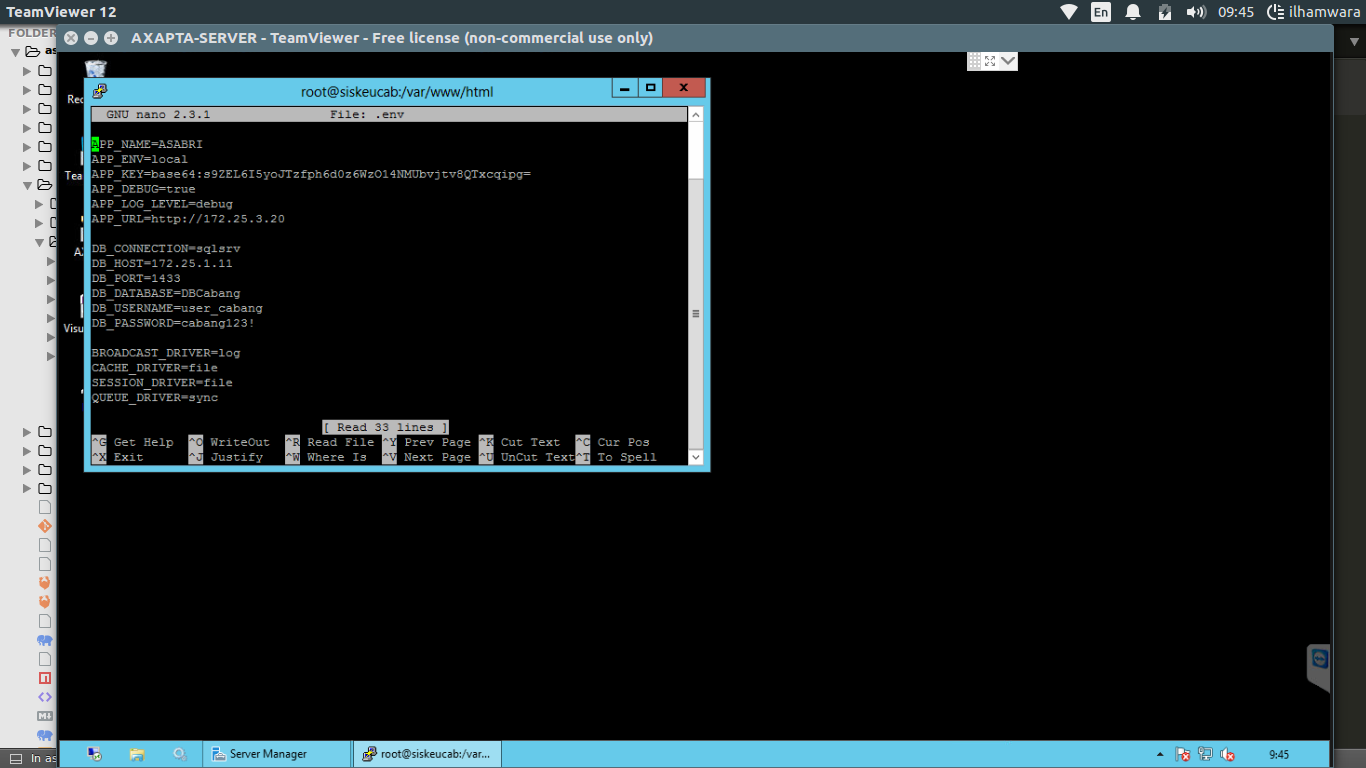 TeamViewer 12
En
09:45
ilhamwara
FOLDER
as
AXAPTA-SERVER - TeamViewer - Free license (non-commercial use only)
Rec
Tea
A
Visu
root@siskeucab:/var/www/html
GNU nano 2.3.1 File: .env
APP_NAME=ASABRI
APP_ENV=local
APP_KEY=base64:s9ZEL6I5yoJTzfph6d0z6WzO14NMUbvjtv8QTxcqipg=
APP_DEBUG=true
APP_LOG_LEVEL=debug
APP_URL=http://172.25.3.20
DB_CONNECTION=sqlsrv
DB_HOST=172.25.1.11
DB_PORT=1433
DB_DATABASE=DBCabang
DB_USERNAME=user_cabang
DB_PASSWORD=cabang123!
BROADCAST_DRIVER=log
CACHE_DRIVER=file
SESSION_DRIVER=file
QUEUE_DRIVER=sync
[ Read 33 lines ]
^G Get Help ^O WriteOut ^R Read File ^Y Prev Page ^K Cut Text ^C Cur Pos
^X Exit ^J Justify ^W Where Is ^V Next Page ^U UnCut Text ^T To Spell
Server Manager
root@siskeucab:/var...
9:45
In as